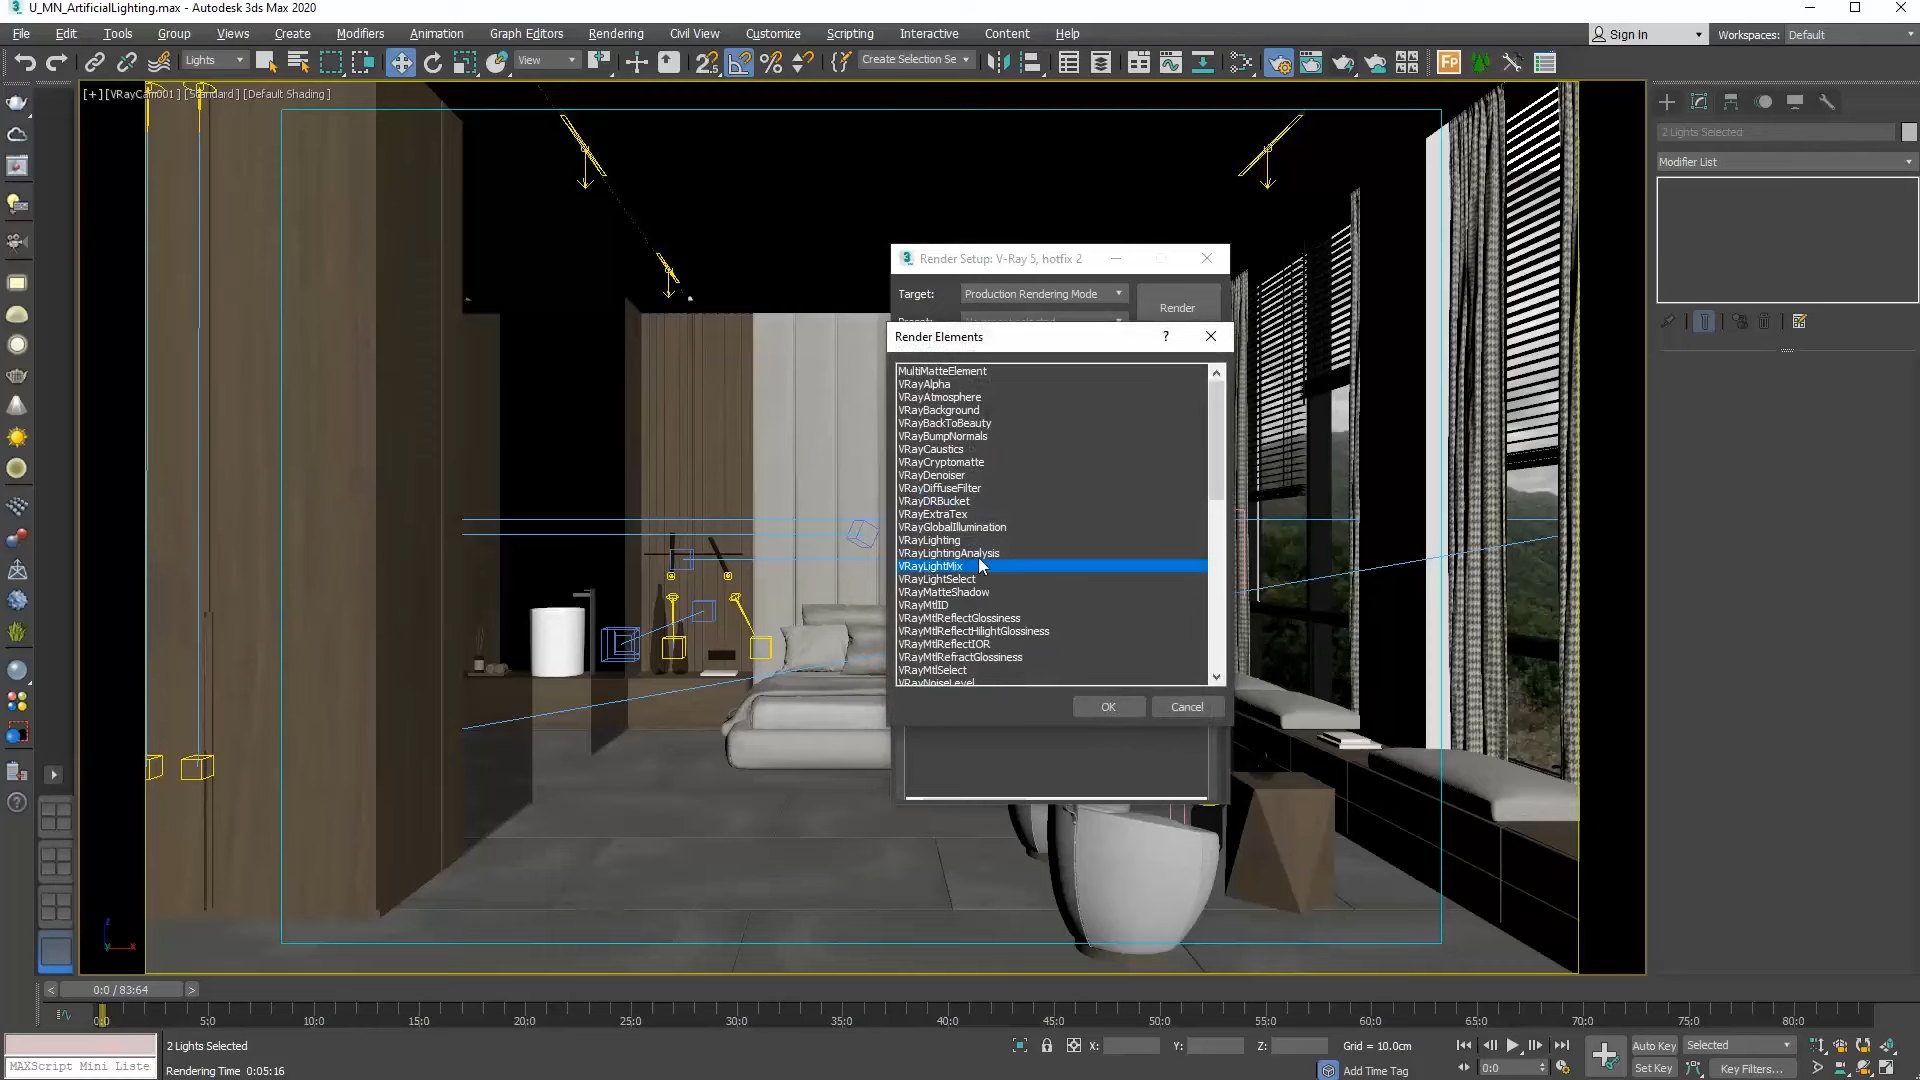 U_MN_ArtificialLighting.max - Autodesk 3ds Max 2020
File Edit Tools Group Views Create Modifiers Animation Graph Editors Rendering Civil View Customize Scripting Interactive Content Help
Sign In Workspaces: Default
Lights View Create Selection Se
[+] [VRayCam001] [Standard] [Default Shading]
2 Lights Selected
Modifier List
Render Setup: V-Ray 5, hotfix 2
Target: Production Rendering Mode
Render
Render Elements
MultiMatteElement
VRayAlpha
VRayAtmosphere
VRayBackground
VRayBackToBeauty
VRayBumpNormals
VRayCaustics
VRayCryptomatte
VRayDenoiser
VRayDiffuseFilter
VRayDRBucket
VRayExtraTex
VRayGlobalIllumination
VRayLighting
VRayLightingAnalysis
VRayLightMix
VRayLightSelect
VRayMatteShadow
VRayMtlID
VRayMtlReflectGlossiness
VRayMtlReflectHilightGlossiness
VRayMtlReflectIOR
VRayMtlRefractGlossiness
VRayMtlSelect
VRayNoiseLevel
OK Cancel
0:0 / 83:64
0:0 5:0 10:0 15:0 20:0 25:0 30:0 35:0 40:0 45:0 50:0 55:0 60:0 65:0 70:0 75:0 80:0
2 Lights Selected
X: Y: Z: Grid = 10.0cm
Auto Key Selected
MAXScript Mini Liste
Rendering Time 0:05:16
Add Time Tag
0:0
Set Key Key Filters...